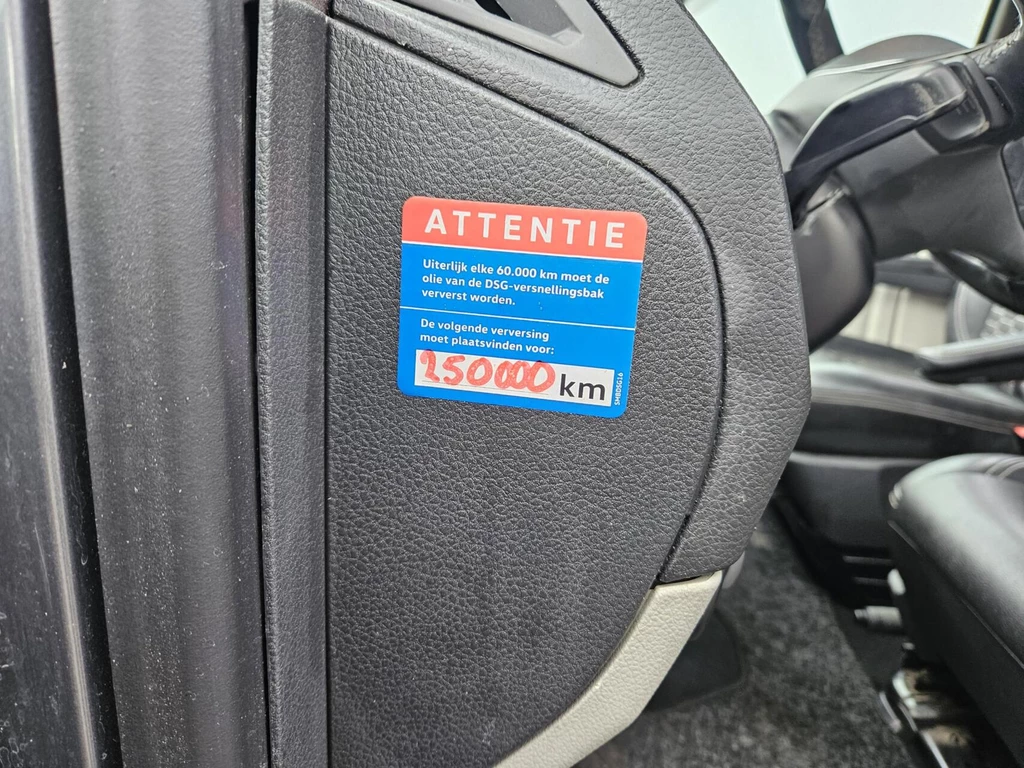 ATTENTIE
Uiterlijk elke 60.000 km moet de
olie van de DSG-versnellingsbak
ververst worden.
De volgende verversing
moet plaatsvinden voor:
250000 km
SMBDSG16